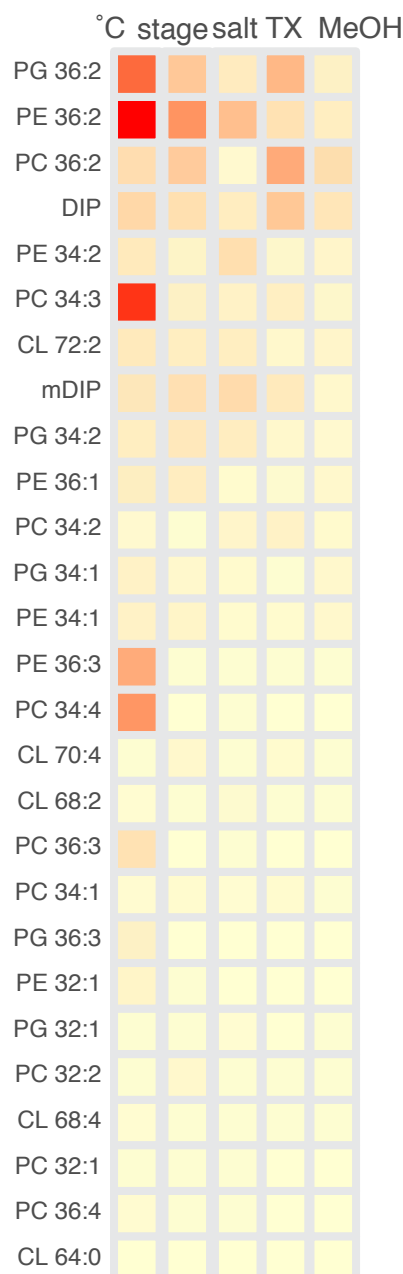 ˚C stage salt TX MeOH
PG 36:2
PE 36:2
PC 36:2
DIP
PE 34:2
PC 34:3
CL 72:2
mDIP
PG 34:2
PE 36:1
PC 34:2
PG 34:1
PE 34:1
PE 36:3
PC 34:4
CL 70:4
CL 68:2
PC 36:3
PC 34:1
PG 36:3
PE 32:1
PG 32:1
PC 32:2
CL 68:4
PC 32:1
PC 36:4
CL 64:0